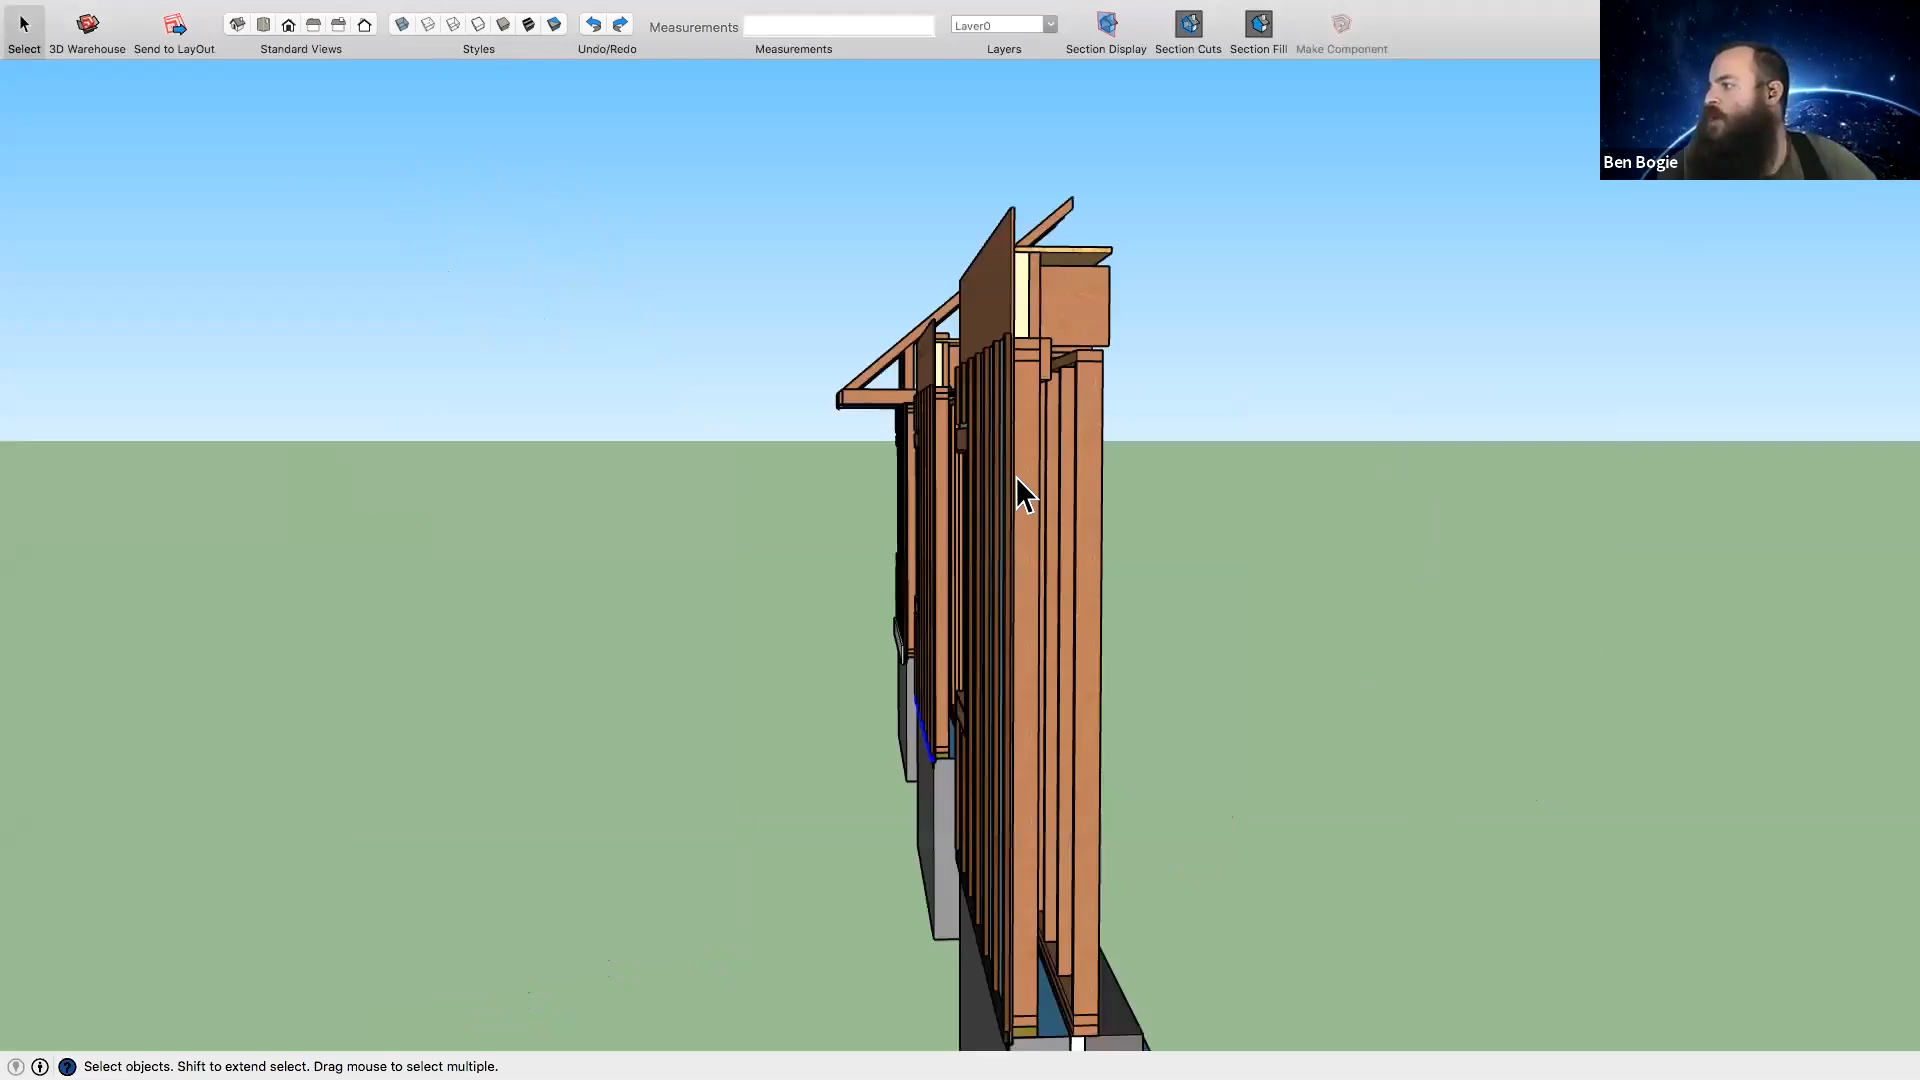 Measurements
Layer0
Select
3D Warehouse
Send to LayOut
Standard Views
Styles
Undo/Redo
Measurements
Layers
Section Display
Section Cuts
Section Fill
Make Component
Ben Bogie
Select objects. Shift to extend select. Drag mouse to select multiple.